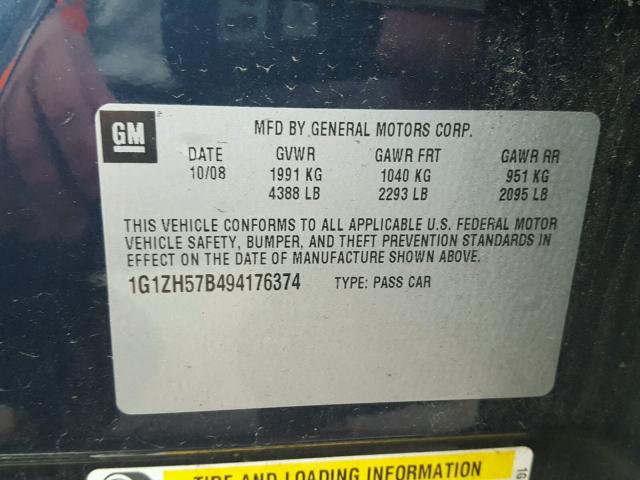 GM
MFD BY GENERAL MOTORS CORP.
DATE GVWR GAWR FRT GAWR RR
10/08 1991 KG 1040 KG 951 KG
4388 LB 2293 LB 2095 LB
THIS VEHICLE CONFORMS TO ALL APPLICABLE U.S. FEDERAL MOTOR
VEHICLE SAFETY, BUMPER, AND THEFT PREVENTION STANDARDS IN
EFFECT ON THE DATE OF MANUFACTURE SHOWN ABOVE.
1G1ZH57B494176374 TYPE: PASS CAR
TIRE AND LOADING INFORMATION
1G